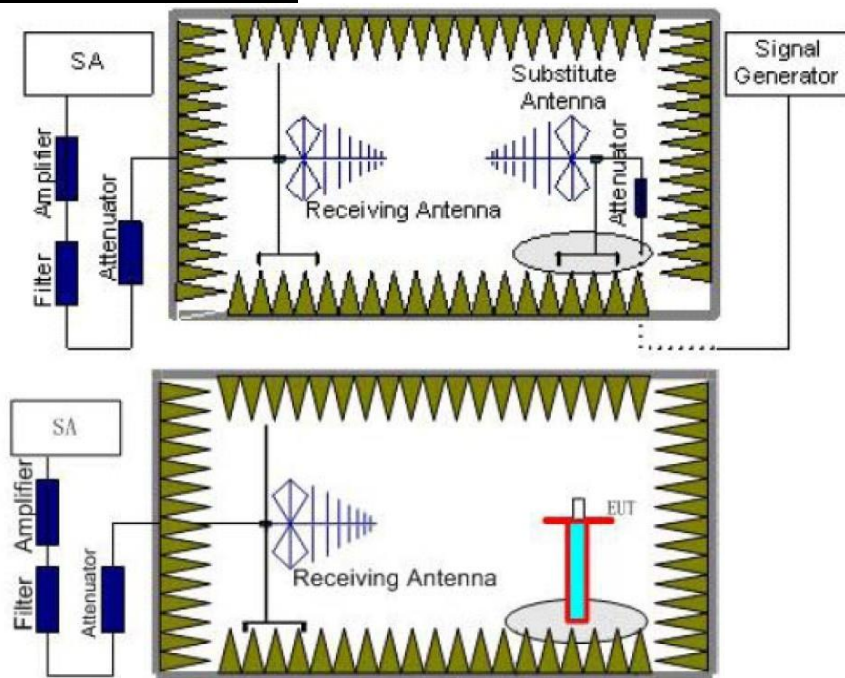 SA
Amplifier
Filter
Attenuator
Receiving Antenna
Substitute
Antenna
Attenuator
Signal
Generator
SA
Amplifier
Filter
Attenuator
Receiving Antenna
EUT